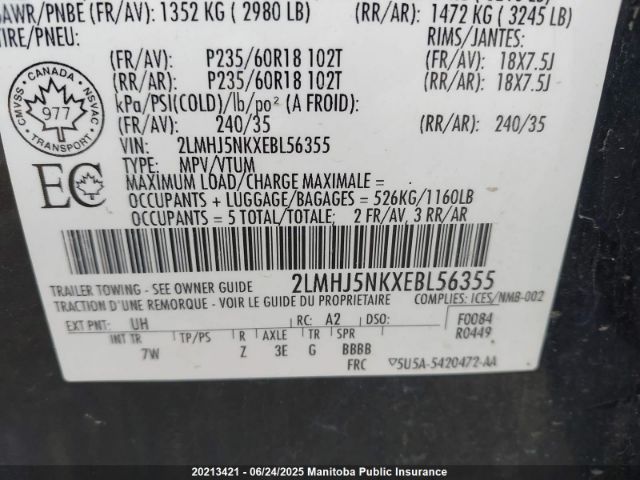 GAWR/PNBE (FR/AV): 1352 KG ( 2980 LB) (RR/AR): 1472 KG ( 3245 LB)
TIRE/PNEU: RIMS/JANTES:
(FR/AV) P235/60R18 102T (FR/AV): 18X7.5J
(RR/AR) P235/60R18 102T (RR/AR): 18X7.5J
kPa/PSI(COLD)/lb/po² (A FROID):
(FR/AV): 240/35 (RR/AR): 240/35
VIN: 2LMHJ5NKXEBL56355
TYPE: MPV/VTUM
MAXIMUM LOAD/CHARGE MAXIMALE =
OCCUPANTS + LUGGAGE/BAGAGES = 526KG/1160LB
OCCUPANTS = 5 TOTAL/TOTALE: 2 FR/AV, 3 RR/AR
CMVSS CANADA NSVAC
977
TRANSPORT
EC
TRAILER TOWING - SEE OWNER GUIDE 2LMHJ5NKXEBL56355
TRACTION D'UNE REMORQUE - VOIR LE GUIDE DU PROPRIETAIRE COMPLIES: ICES/NMB-002
EXT PNT: UH RC: A2 DSO: F0084
R0449
INT TR TP/PS R AXLE TR SPR
7W Z 3E G BBBB
FRC 5U5A-5420472-AA
20213421 - 06/24/2025 Manitoba Public Insurance